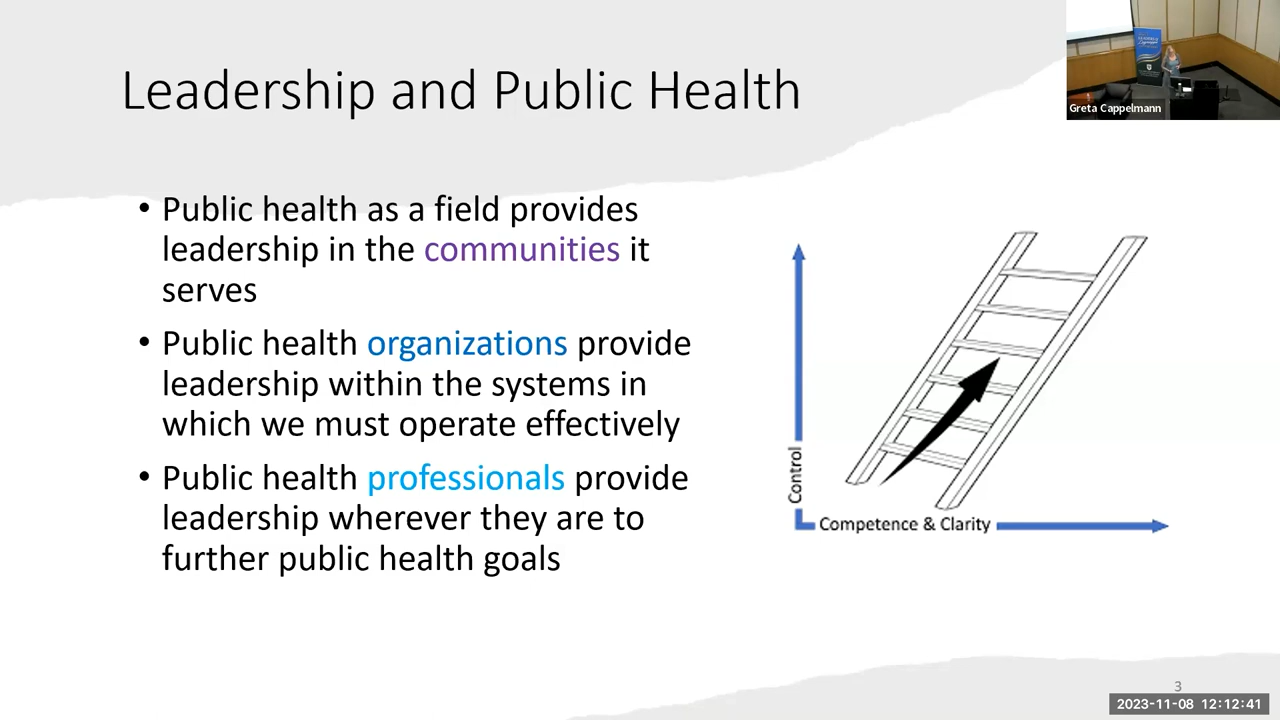 Leadership and Public Health
Greta Cappelmann
• Public health as a field provides
leadership in the communities it
serves
• Public health organizations provide
leadership within the systems in
which we must operate effectively
• Public health professionals provide
leadership wherever they are to
further public health goals
Control
Competence & Clarity
3
2023-11-08 12:12:41